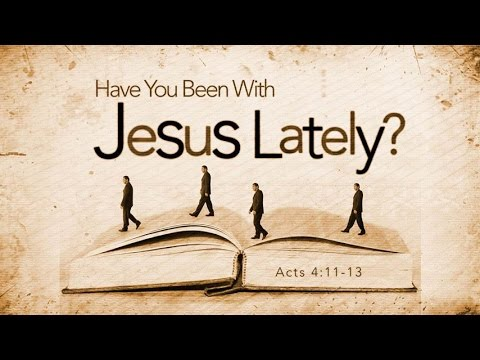 Have You Been With
Jesus Lately?
Acts 4:11-13